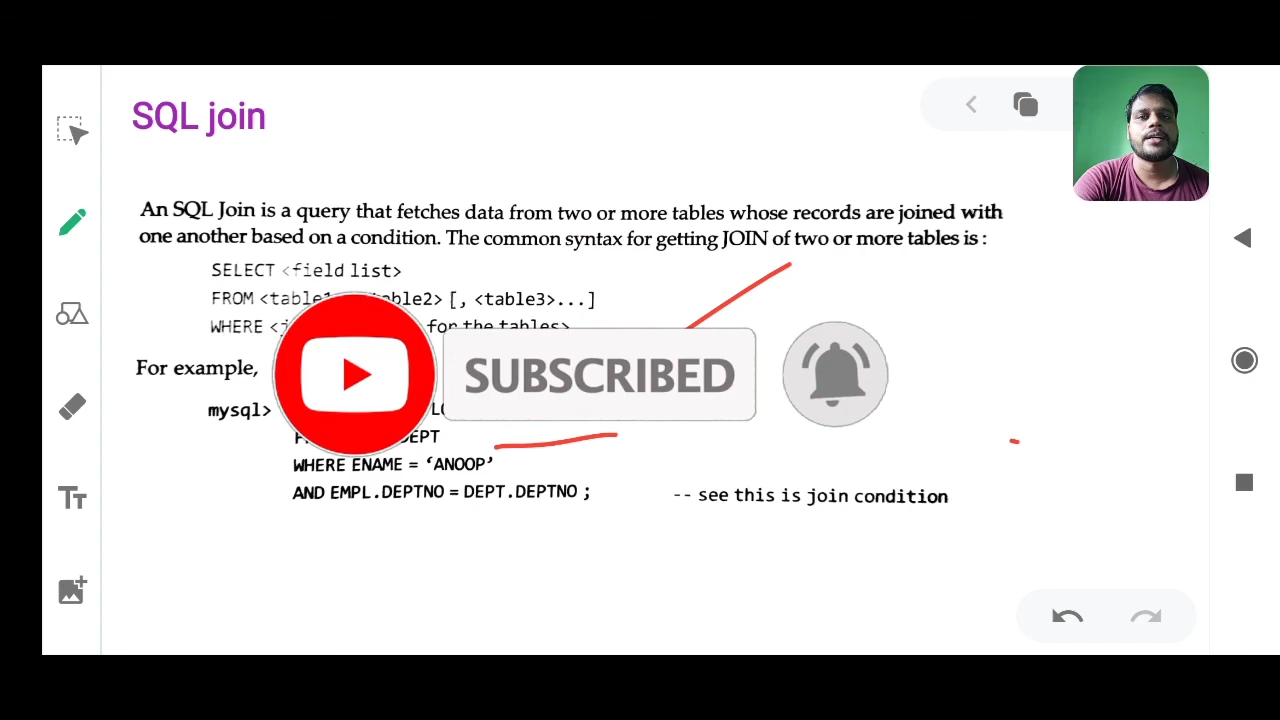 SQL join
An SQL Join is a query that fetches data from two or more tables whose records are joined with
one another based on a condition. The common syntax for getting JOIN of two or more tables is :
SELECT <field list>
FROM <table1 able2> [, <table3>...]
WHERE for the tables>
For example,
SUBSCRIBED
mysql>
DEPT
WHERE ENAME = ‘ANOOP’
AND EMPL.DEPTNO = DEPT.DEPTNO ; -- see this is join condition
Tт